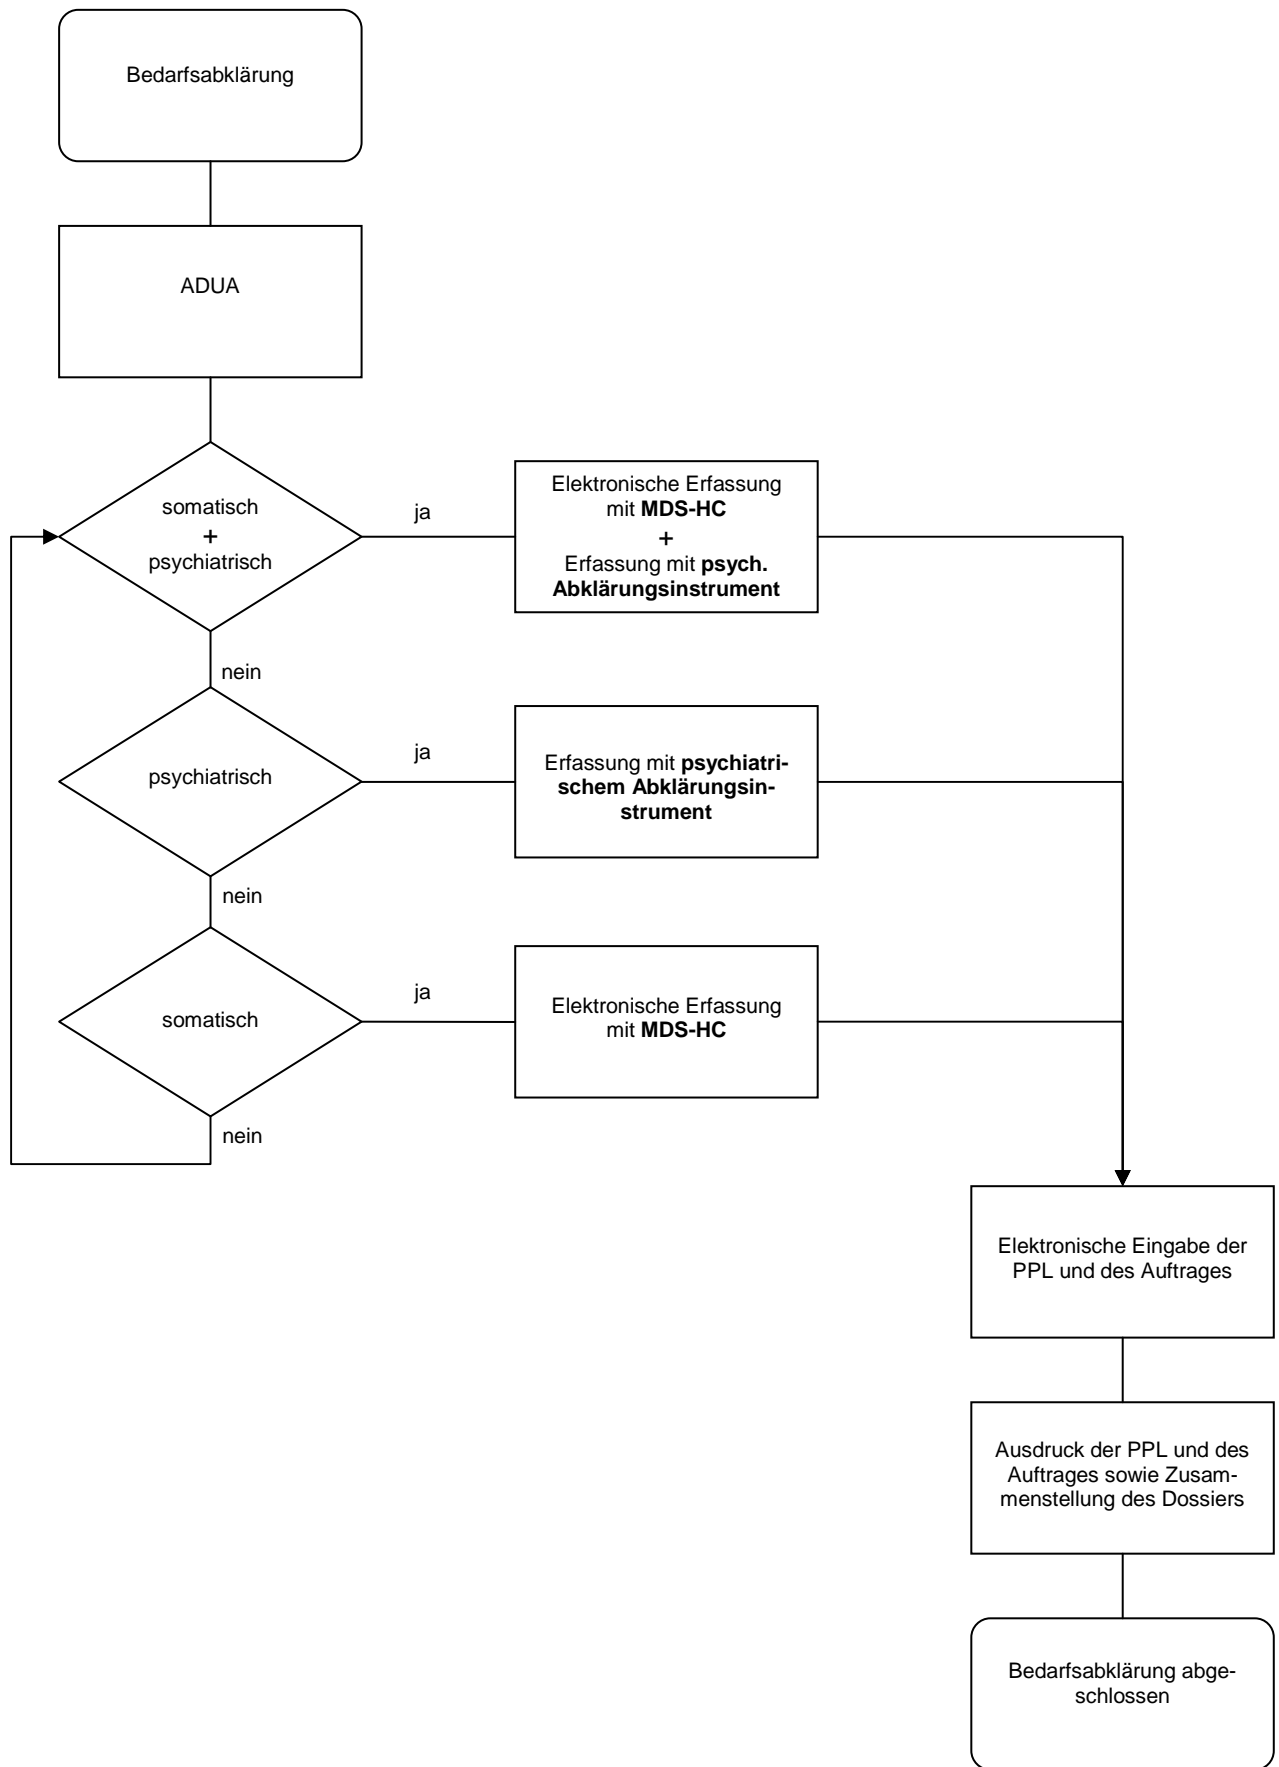 Bedarfsabklärung
ADUA
somatisch
+
psychiatrisch
ja
Elektronische Erfassung
mit MDS-HC
+
Erfassung mit psych.
Abklärungsinstrument
nein
psychiatrisch
ja
Erfassung mit psychiatri-
schem Abklärungsin-
strument
nein
somatisch
ja
Elektronische Erfassung
mit MDS-HC
nein
Elektronische Eingabe der
PPL und des Auftrages
Ausdruck der PPL und des
Auftrages sowie Zusam-
menstellung des Dossiers
Bedarfsabklärung abge-
schlossen